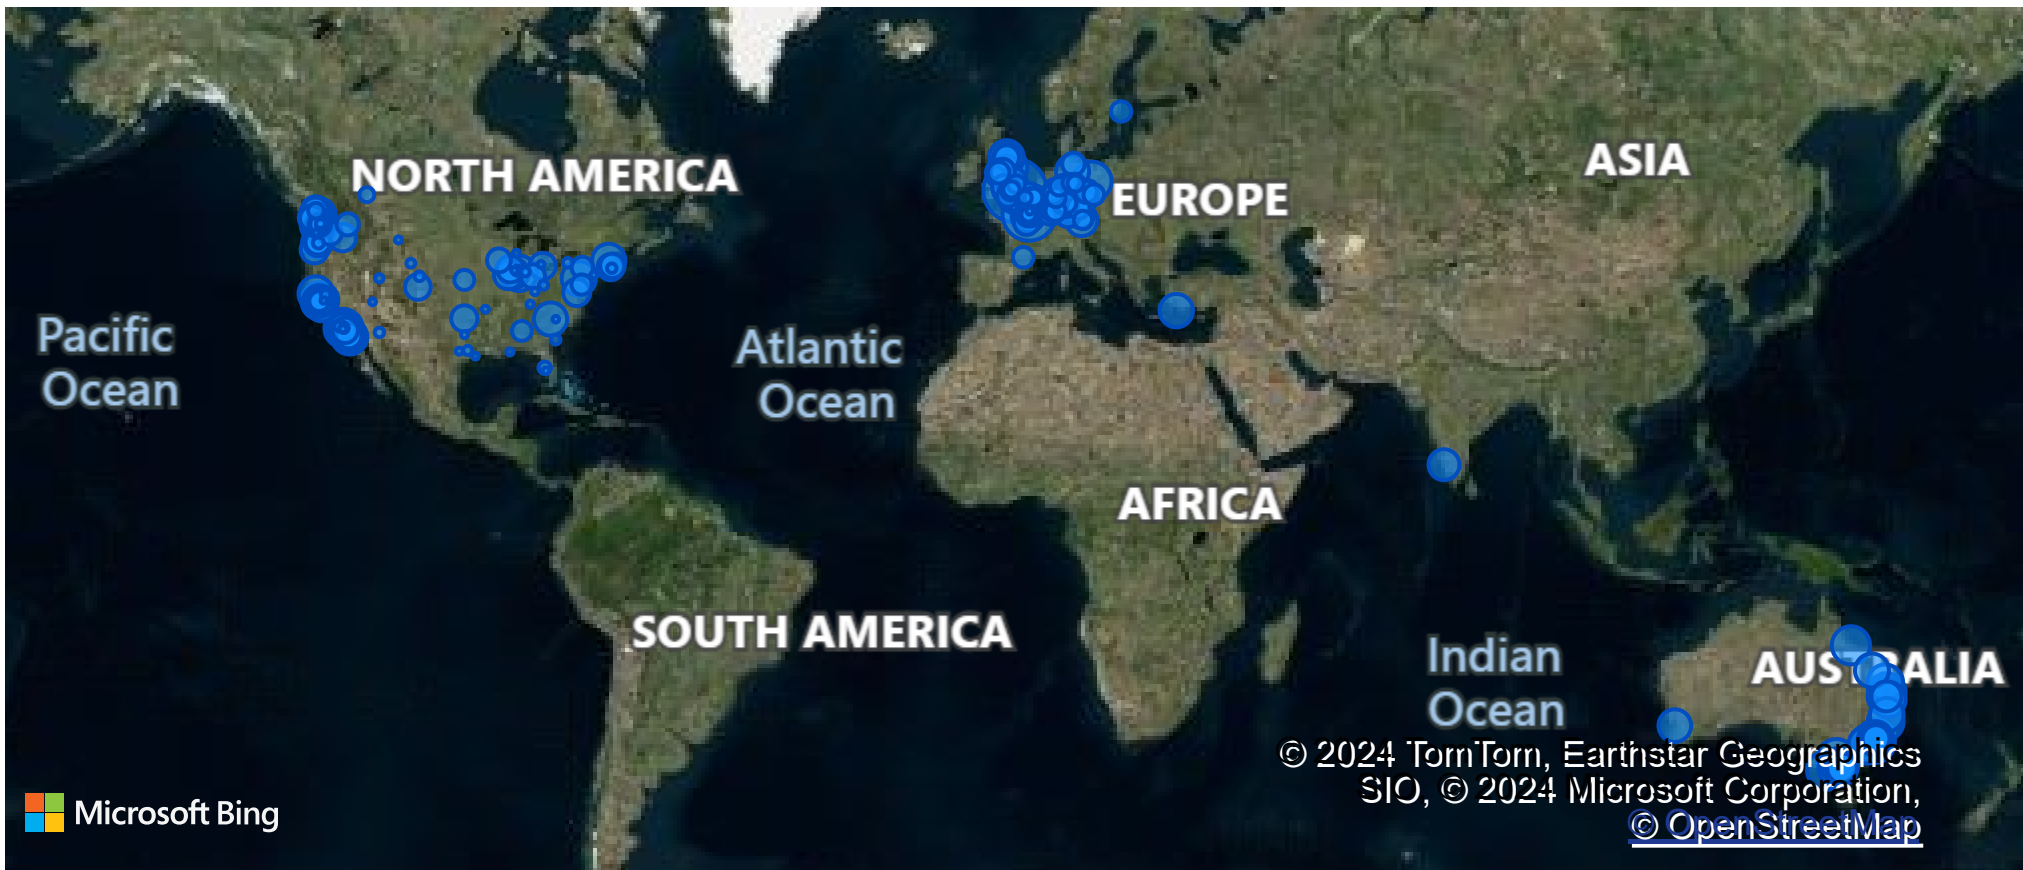 NORTH AMERICA
ASIA
EUROPE
Pacific
Ocean
Atlantic
Ocean
AFRICA
SOUTH AMERICA
Indian
Ocean
AUSTRALIA
© 2024 TomTom, Earthstar Geographics
SIO, © 2024 Microsoft Corporation,
© OpenStreetMap
Microsoft Bing